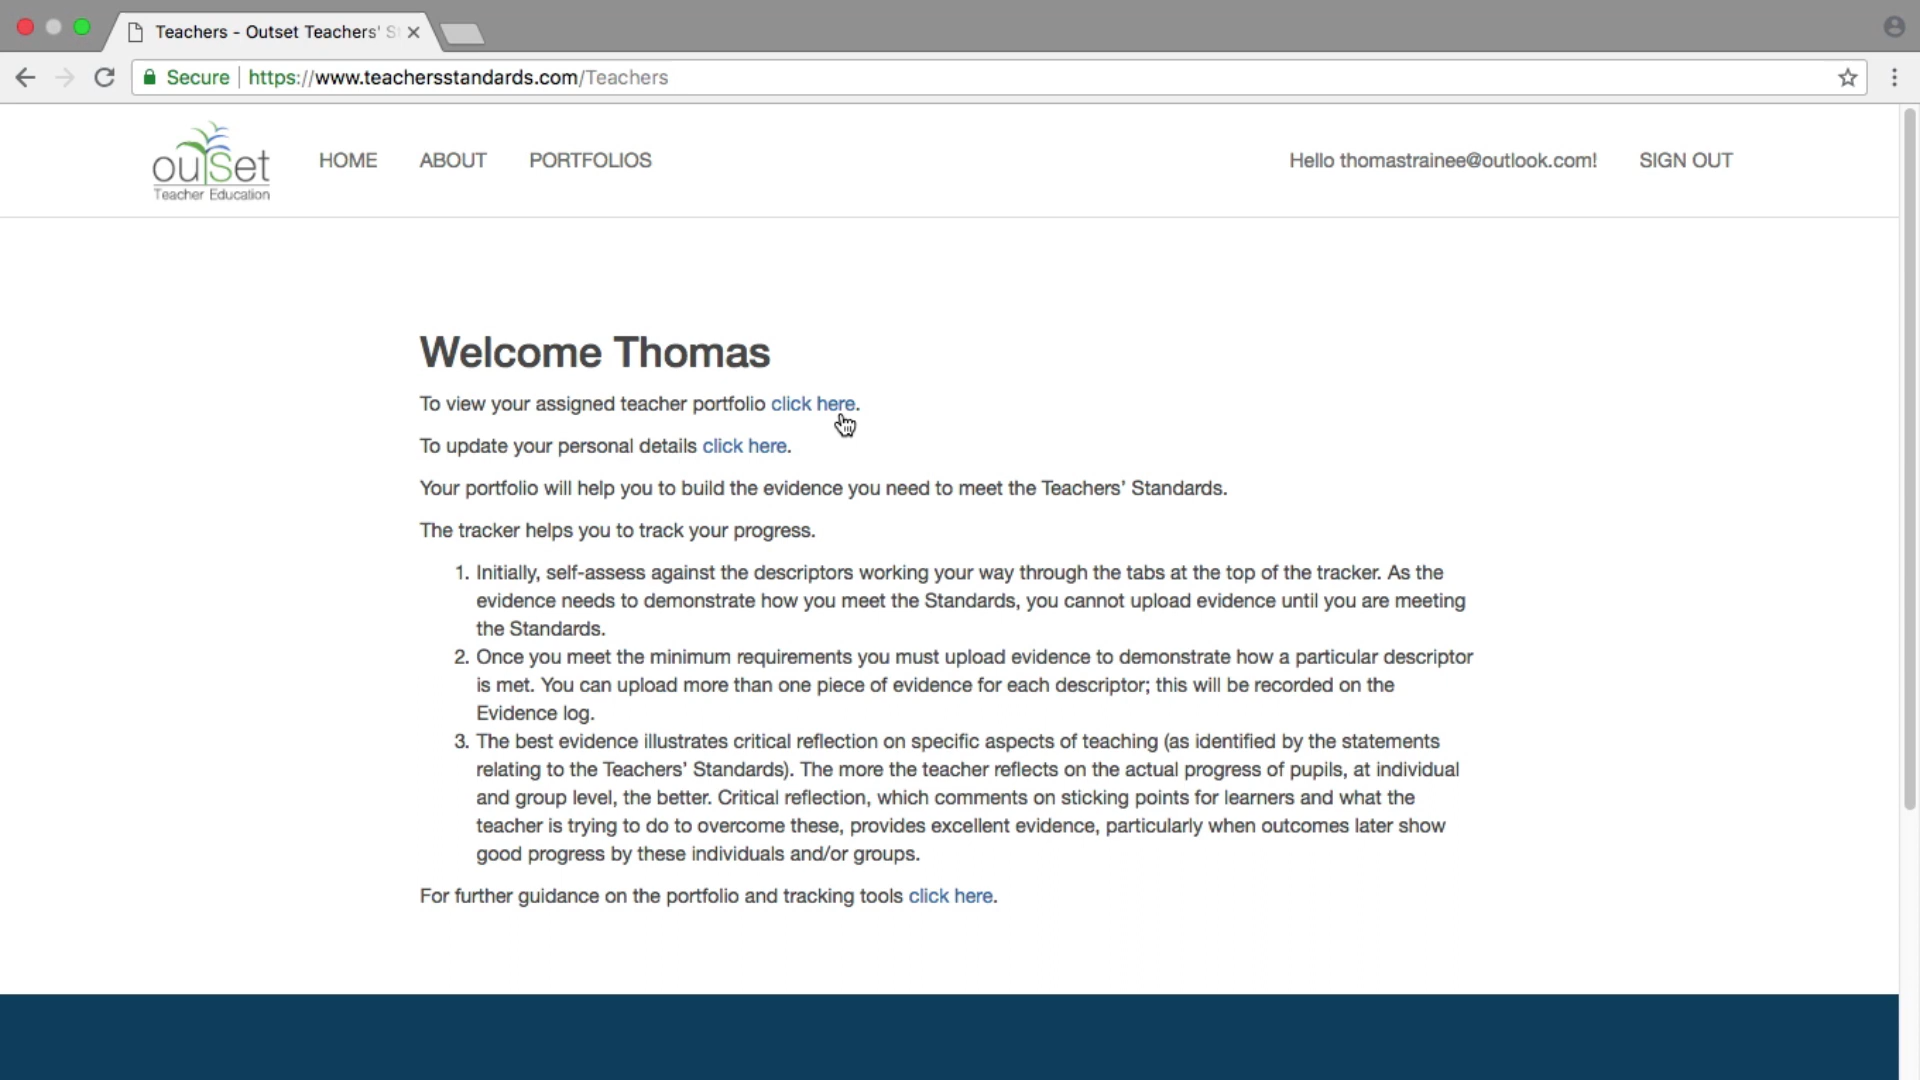 Teachers - Outset Teachers' S
Secure https://www.teachersstandards.com/Teachers
outset
Teacher Education
HOME ABOUT PORTFOLIOS Hello thomastrainee@outlook.com! SIGN OUT
Welcome Thomas
To view your assigned teacher portfolio click here.
To update your personal details click here.
Your portfolio will help you to build the evidence you need to meet the Teachers' Standards.
The tracker helps you to track your progress.
1. Initially, self-assess against the descriptors working your way through the tabs at the top of the tracker. As the
evidence needs to demonstrate how you meet the Standards, you cannot upload evidence until you are meeting
the Standards.
2. Once you meet the minimum requirements you must upload evidence to demonstrate how a particular descriptor
is met. You can upload more than one piece of evidence for each descriptor; this will be recorded on the
Evidence log.
3. The best evidence illustrates critical reflection on specific aspects of teaching (as identified by the statements
relating to the Teachers' Standards). The more the teacher reflects on the actual progress of pupils, at individual
and group level, the better. Critical reflection, which comments on sticking points for learners and what the
teacher is trying to do to overcome these, provides excellent evidence, particularly when outcomes later show
good progress by these individuals and/or groups.
For further guidance on the portfolio and tracking tools click here.